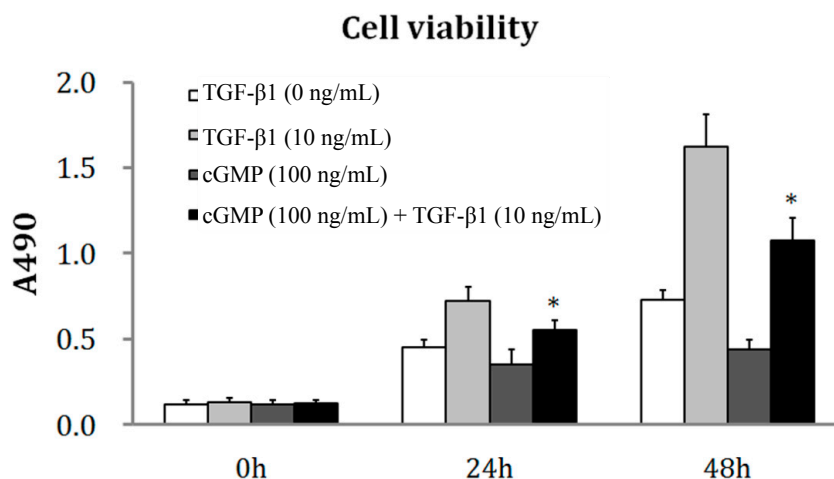 Cell viability
2.0
TGF-β1 (0 ng/mL)
TGF-β1 (10 ng/mL)
1.5
cGMP (100 ng/mL)
cGMP (100 ng/mL) + TGF-β1 (10 ng/mL)
*
A490
1.0
*
0.5
0.0
0h
24h
48h